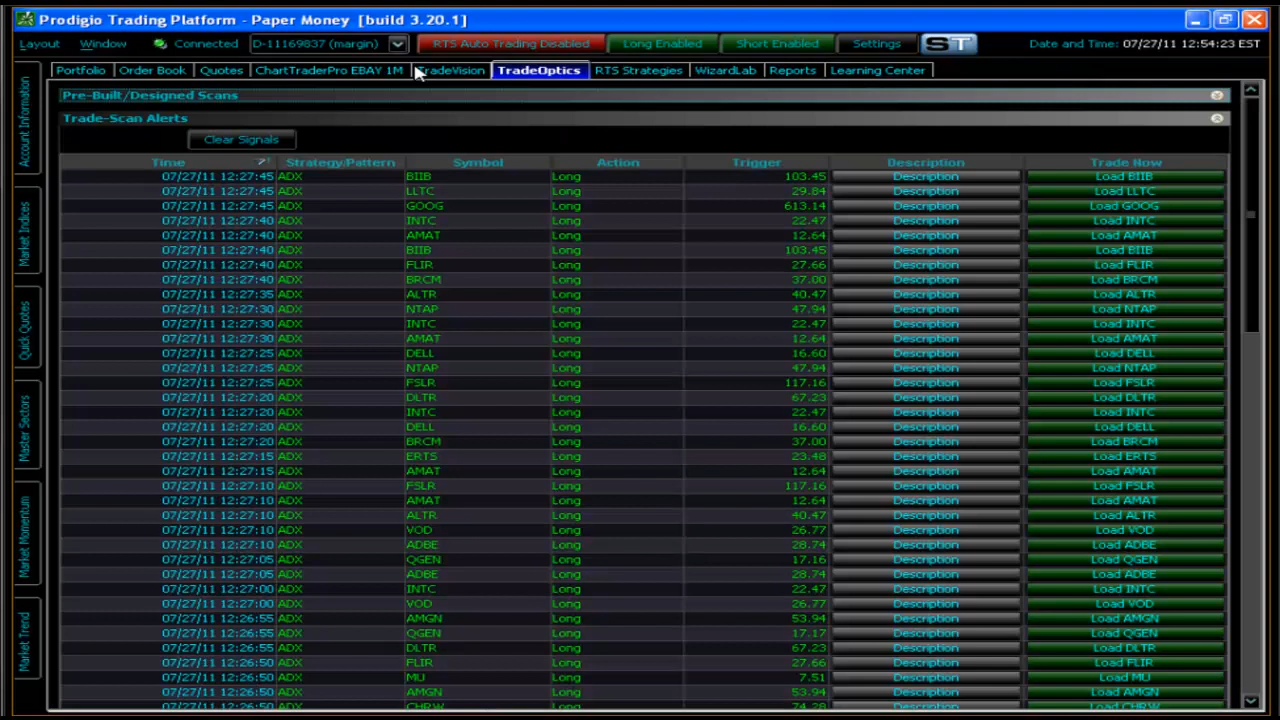 Prodigio Trading Platform - Paper Money [build 3.20.1]
Layout Window Connected D-11169837 (margin) RTS Auto Trading Disabled Long Enabled Short Enabled Settings ST Date and Time: 07/27/11 12:54:23 EST
Portfolio Order Book Quotes ChartTraderPro EBAY 1M TradeVision TradeOptics RTS Strategies WizardLab Reports Learning Center
Account Information
Market Indices
Quick Quotes
Master Sectors
Market Momentum
Market Trend
Pre-Built/Designed Scans
Trade-Scan Alerts
Clear Signals
Time Strategy/Pattern Symbol Action Trigger Description Trade Now
07/27/11 12:27:45 ADX BIIB Long 103.45 Description Load BIIB
07/27/11 12:27:45 ADX LLTC Long 29.84 Description Load LLTC
07/27/11 12:27:45 ADX GOOG Long 613.14 Description Load GOOG
07/27/11 12:27:40 ADX INTC Long 22.47 Description Load INTC
07/27/11 12:27:40 ADX AMAT Long 12.64 Description Load AMAT
07/27/11 12:27:40 ADX BIIB Long 103.45 Description Load BIIB
07/27/11 12:27:40 ADX FLIR Long 27.66 Description Load FLIR
07/27/11 12:27:40 ADX BRCM Long 37.00 Description Load BRCM
07/27/11 12:27:35 ADX ALTR Long 40.47 Description Load ALTR
07/27/11 12:27:30 ADX NTAP Long 47.94 Description Load NTAP
07/27/11 12:27:30 ADX INTC Long 22.47 Description Load INTC
07/27/11 12:27:30 ADX AMAT Long 12.64 Description Load AMAT
07/27/11 12:27:25 ADX DELL Long 16.60 Description Load DELL
07/27/11 12:27:25 ADX NTAP Long 47.94 Description Load NTAP
07/27/11 12:27:25 ADX FSLR Long 117.16 Description Load FSLR
07/27/11 12:27:20 ADX DLTR Long 67.23 Description Load DLTR
07/27/11 12:27:20 ADX INTC Long 22.47 Description Load INTC
07/27/11 12:27:20 ADX DELL Long 16.60 Description Load DELL
07/27/11 12:27:20 ADX BRCM Long 37.00 Description Load BRCM
07/27/11 12:27:15 ADX ERTS Long 23.48 Description Load ERTS
07/27/11 12:27:15 ADX AMAT Long 12.64 Description Load AMAT
07/27/11 12:27:10 ADX FSLR Long 117.16 Description Load FSLR
07/27/11 12:27:10 ADX AMAT Long 12.64 Description Load AMAT
07/27/11 12:27:10 ADX ALTR Long 40.47 Description Load ALTR
07/27/11 12:27:10 ADX VOD Long 26.77 Description Load VOD
07/27/11 12:27:10 ADX ADBE Long 28.74 Description Load ADBE
07/27/11 12:27:05 ADX QGEN Long 17.16 Description Load QGEN
07/27/11 12:27:05 ADX ADBE Long 28.74 Description Load ADBE
07/27/11 12:27:00 ADX INTC Long 22.47 Description Load INTC
07/27/11 12:27:00 ADX VOD Long 26.77 Description Load VOD
07/27/11 12:26:55 ADX AMGN Long 53.94 Description Load AMGN
07/27/11 12:26:55 ADX QGEN Long 17.17 Description Load QGEN
07/27/11 12:26:55 ADX DLTR Long 67.23 Description Load DLTR
07/27/11 12:26:50 ADX FLIR Long 27.66 Description Load FLIR
07/27/11 12:26:50 ADX MU Long 7.51 Description Load MU
07/27/11 12:26:50 ADX AMGN Long 53.94 Description Load AMGN
07/27/11 12:26:50 ADX CHRW Long 74.28 Description Load CHRW